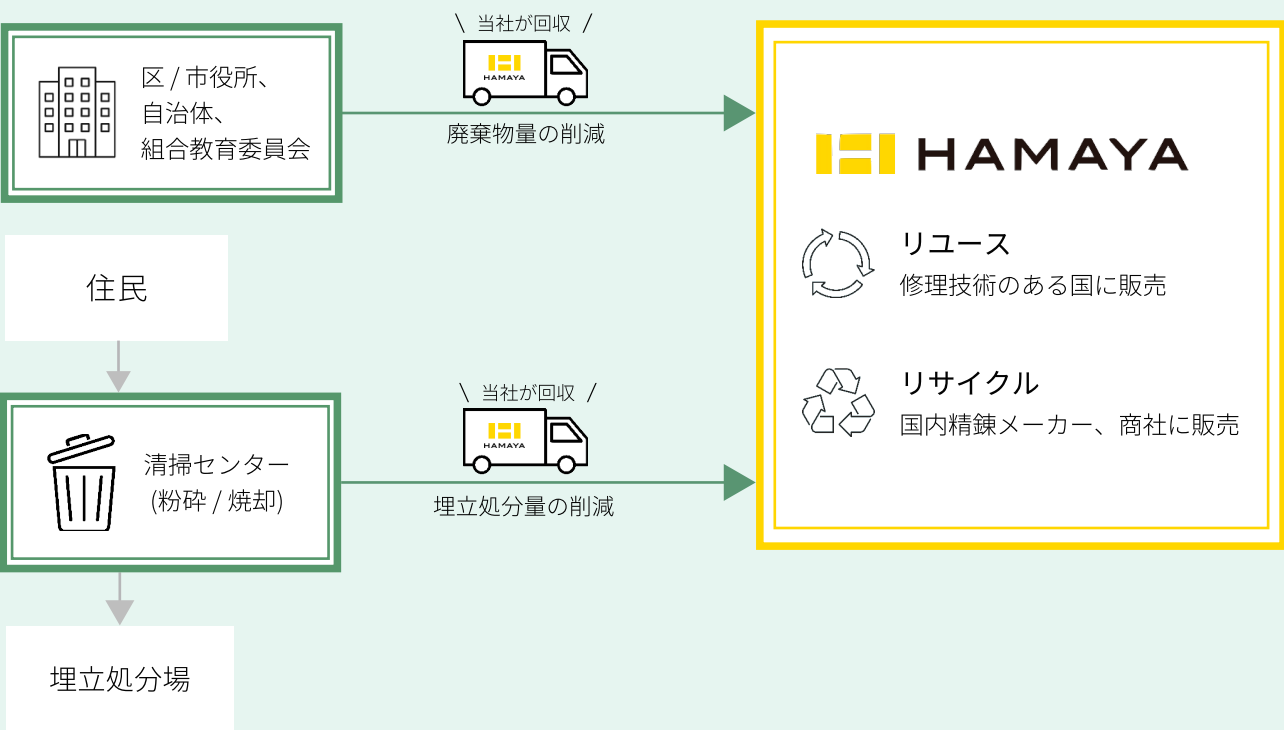 区 / 市役所、
自治体、
組合教育委員会
\ 当社が回収 /
HAMAYA
廃棄物量の削減
住民
清掃センター
(粉砕 / 焼却)
\ 当社が回収 /
HAMAYA
埋立処分量の削減
埋立処分場
HAMAYA
リユース
修理技術のある国に販売
リサイクル
国内精錬メーカー、商社に販売